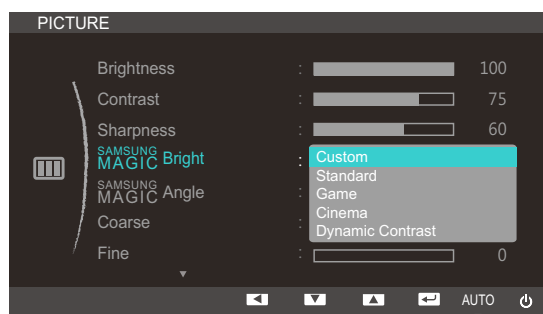 PICTURE
Brightness : 100
Contrast : 75
Sharpness : 60
SAMSUNG MAGIC Bright :
Custom
Standard
Game
Cinema
Dynamic Contrast
SAMSUNG MAGIC Angle :
Coarse :
Fine : 0
AUTO